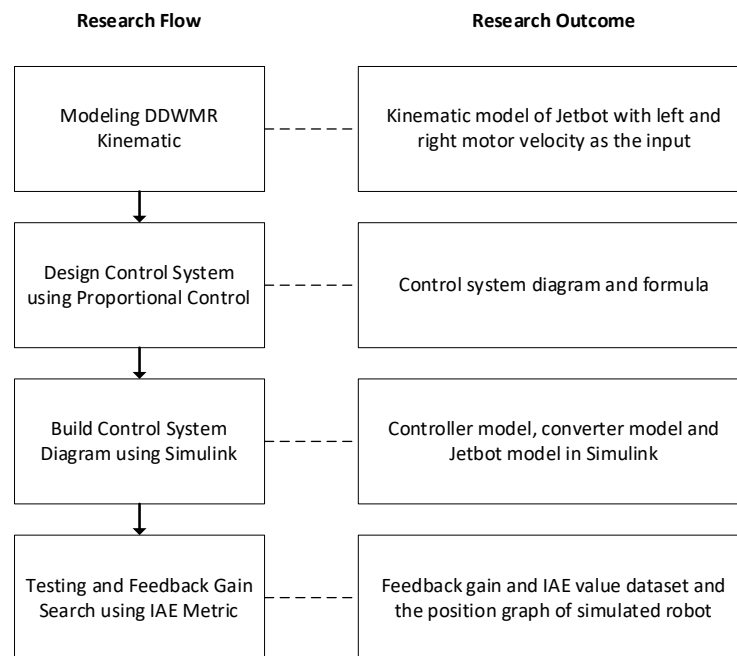 Research Flow
Research Outcome
Modeling DDWMR
Kinematic
Kinematic model of Jetbot with left and
right motor velocity as the input
Design Control System
using Proportional Control
Control system diagram and formula
Build Control System
Diagram using Simulink
Controller model, converter model and
Jetbot model in Simulink
Testing and Feedback Gain
Search using IAE Metric
Feedback gain and IAE value dataset and
the position graph of simulated robot